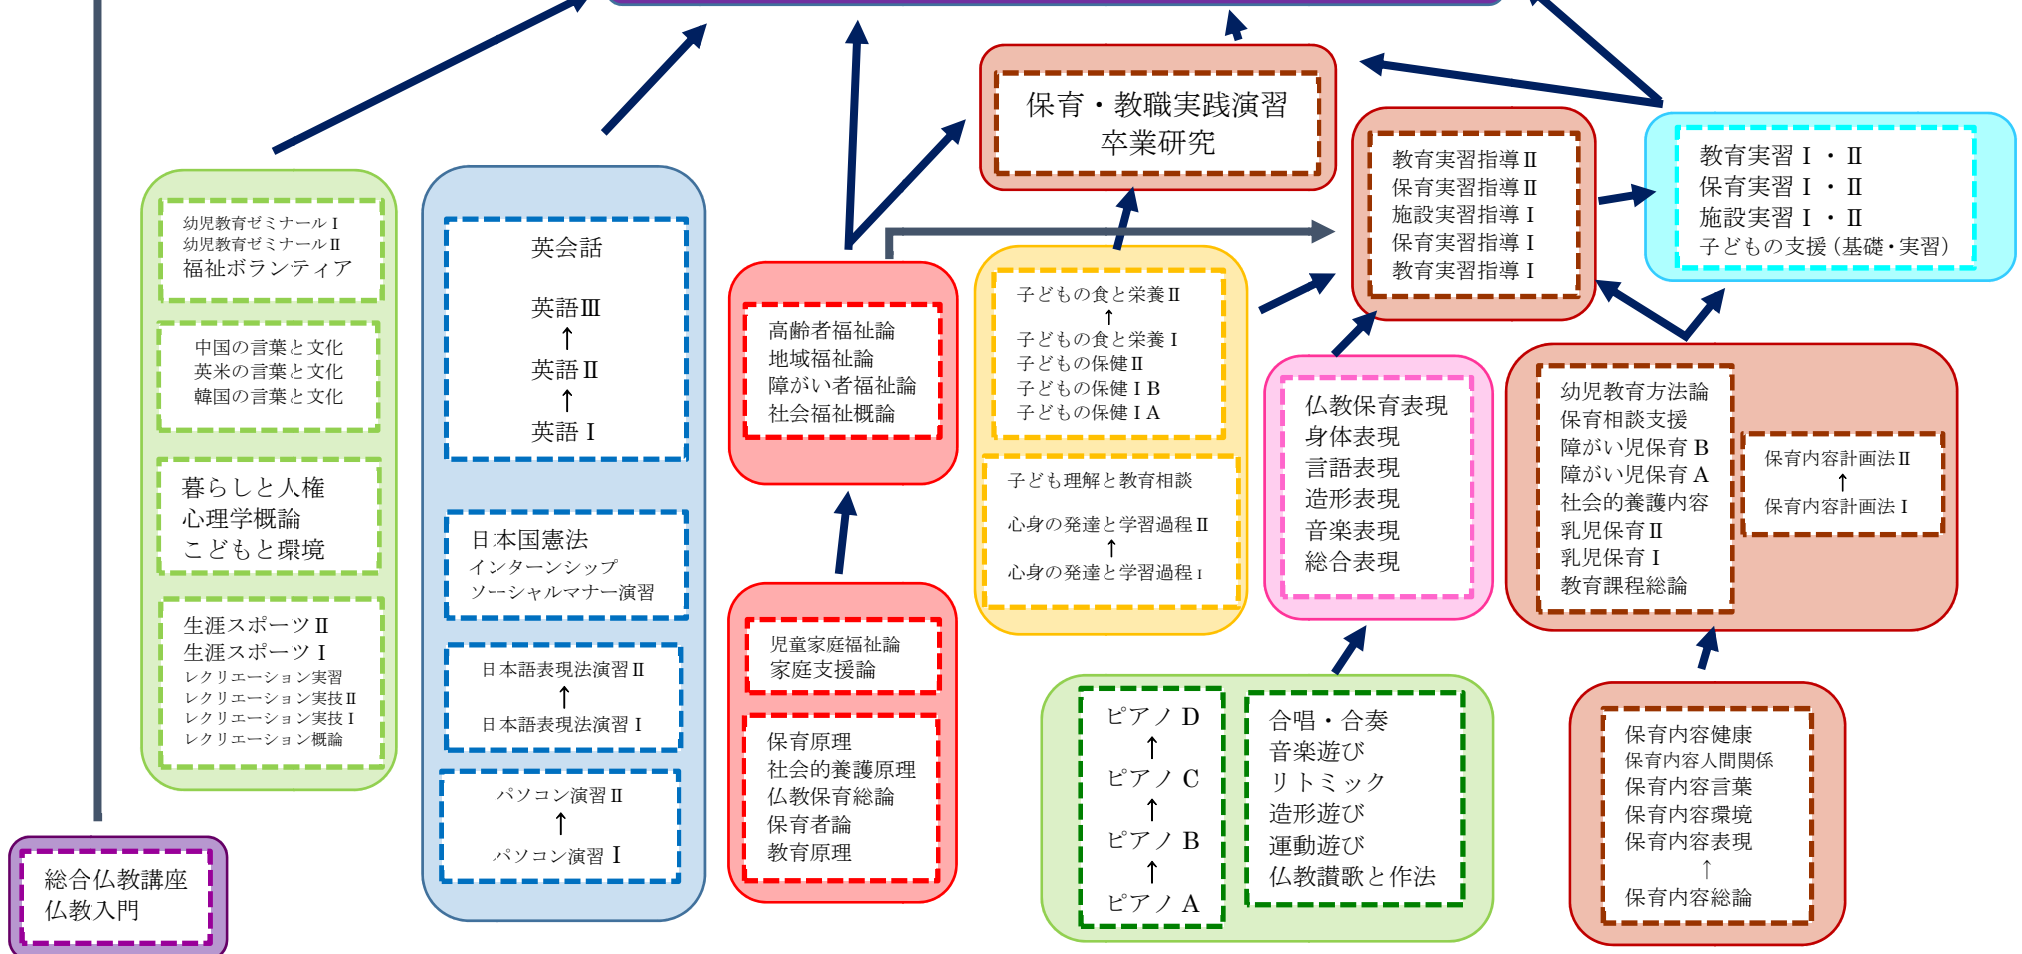 保育・教職実践演習
卒業研究
教育実習指導Ⅱ
保育実習指導Ⅱ
施設実習指導Ⅰ
保育実習指導Ⅰ
教育実習指導Ⅰ
教育実習Ⅰ・Ⅱ
保育実習Ⅰ・Ⅱ
施設実習Ⅰ・Ⅱ
子どもの支援（基礎・実習）
幼児教育ゼミナールⅠ
幼児教育ゼミナールⅡ
福祉ボランティア
中国の言葉と文化
英米の言葉と文化
韓国の言葉と文化
暮らしと人権
心理学概論
こどもと環境
生涯スポーツⅡ
生涯スポーツⅠ
レクリエーション実習
レクリエーション実技Ⅱ
レクリエーション実技Ⅰ
レクリエーション概論
英会話
英語Ⅲ
↑
英語Ⅱ
↑
英語Ⅰ
日本国憲法
インターンシップ
ソーシャルマナー演習
日本語表現法演習Ⅱ
↑
日本語表現法演習Ⅰ
パソコン演習Ⅱ
↑
パソコン演習Ⅰ
高齢者福祉論
地域福祉論
障がい者福祉論
社会福祉概論
児童家庭福祉論
家庭支援論
保育原理
社会的養護原理
仏教保育総論
保育者論
教育原理
子どもの食と栄養Ⅱ
↑
子どもの食と栄養Ⅰ
子どもの保健Ⅱ
子どもの保健ⅠB
子どもの保健ⅠA
子ども理解と教育相談
心身の発達と学習過程Ⅱ
↑
心身の発達と学習過程Ⅰ
仏教保育表現
身体表現
言語表現
造形表現
音楽表現
総合表現
幼児教育方法論
保育相談支援
障がい児保育B
障がい児保育A
社会的養護内容
乳児保育Ⅱ
乳児保育Ⅰ
教育課程総論
保育内容計画法Ⅱ
↑
保育内容計画法Ⅰ
ピアノD
↑
ピアノC
↑
ピアノB
↑
ピアノA
合唱・合奏
音楽遊び
リトミック
造形遊び
運動遊び
仏教讃歌と作法
保育内容健康
保育内容人間関係
保育内容言葉
保育内容環境
保育内容表現
↑
保育内容総論
総合仏教講座
仏教入門